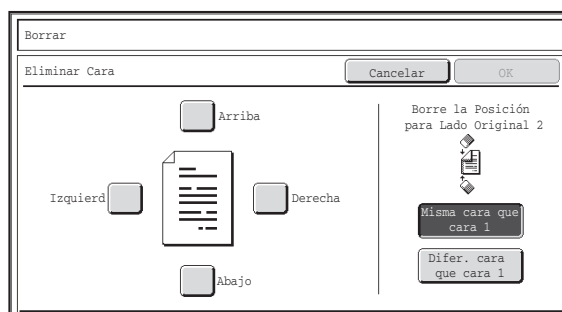 Borrar
Eliminar Cara
Cancelar
OK
Arriba
Izquierd
Derecha
Abajo
Borre la Posición
para Lado Original 2
Misma cara que
cara 1
Difer. cara
que cara 1